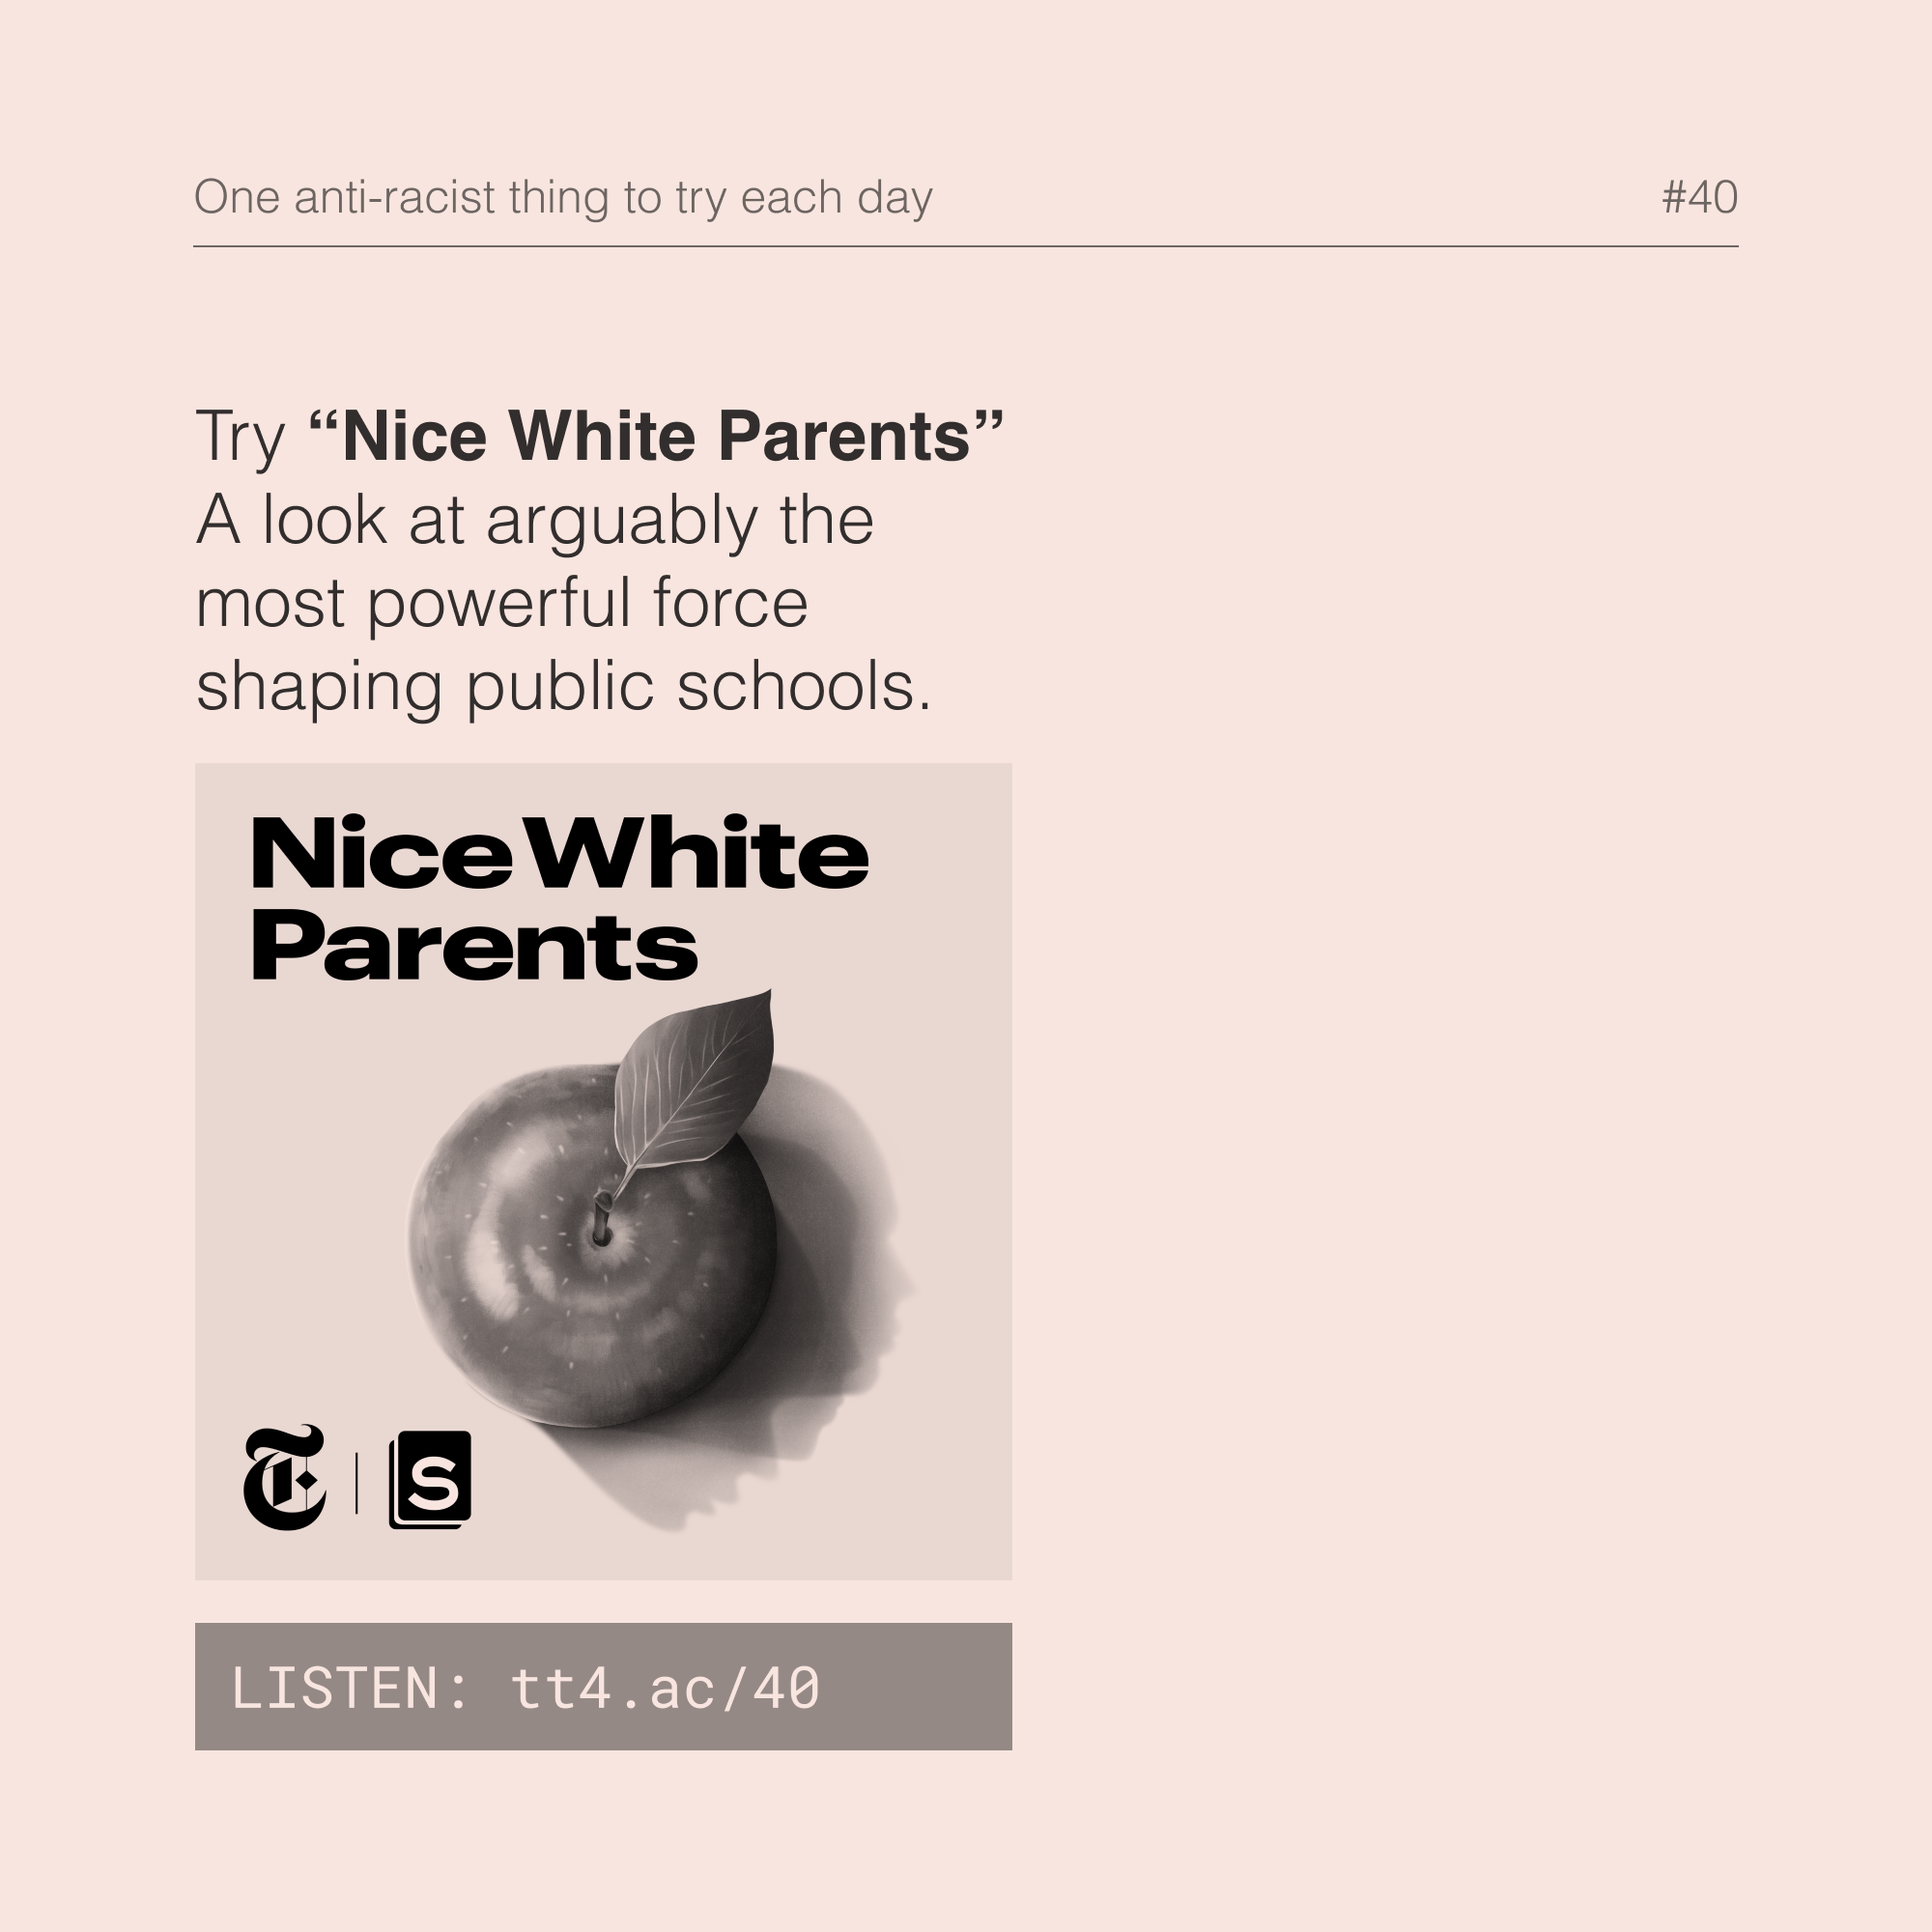 One anti-racist thing to try each day
#40
Try “Nice White Parents”
A look at arguably the
most powerful force
shaping public schools.
Nice White
Parents
T
S
LISTEN: tt4.ac/40